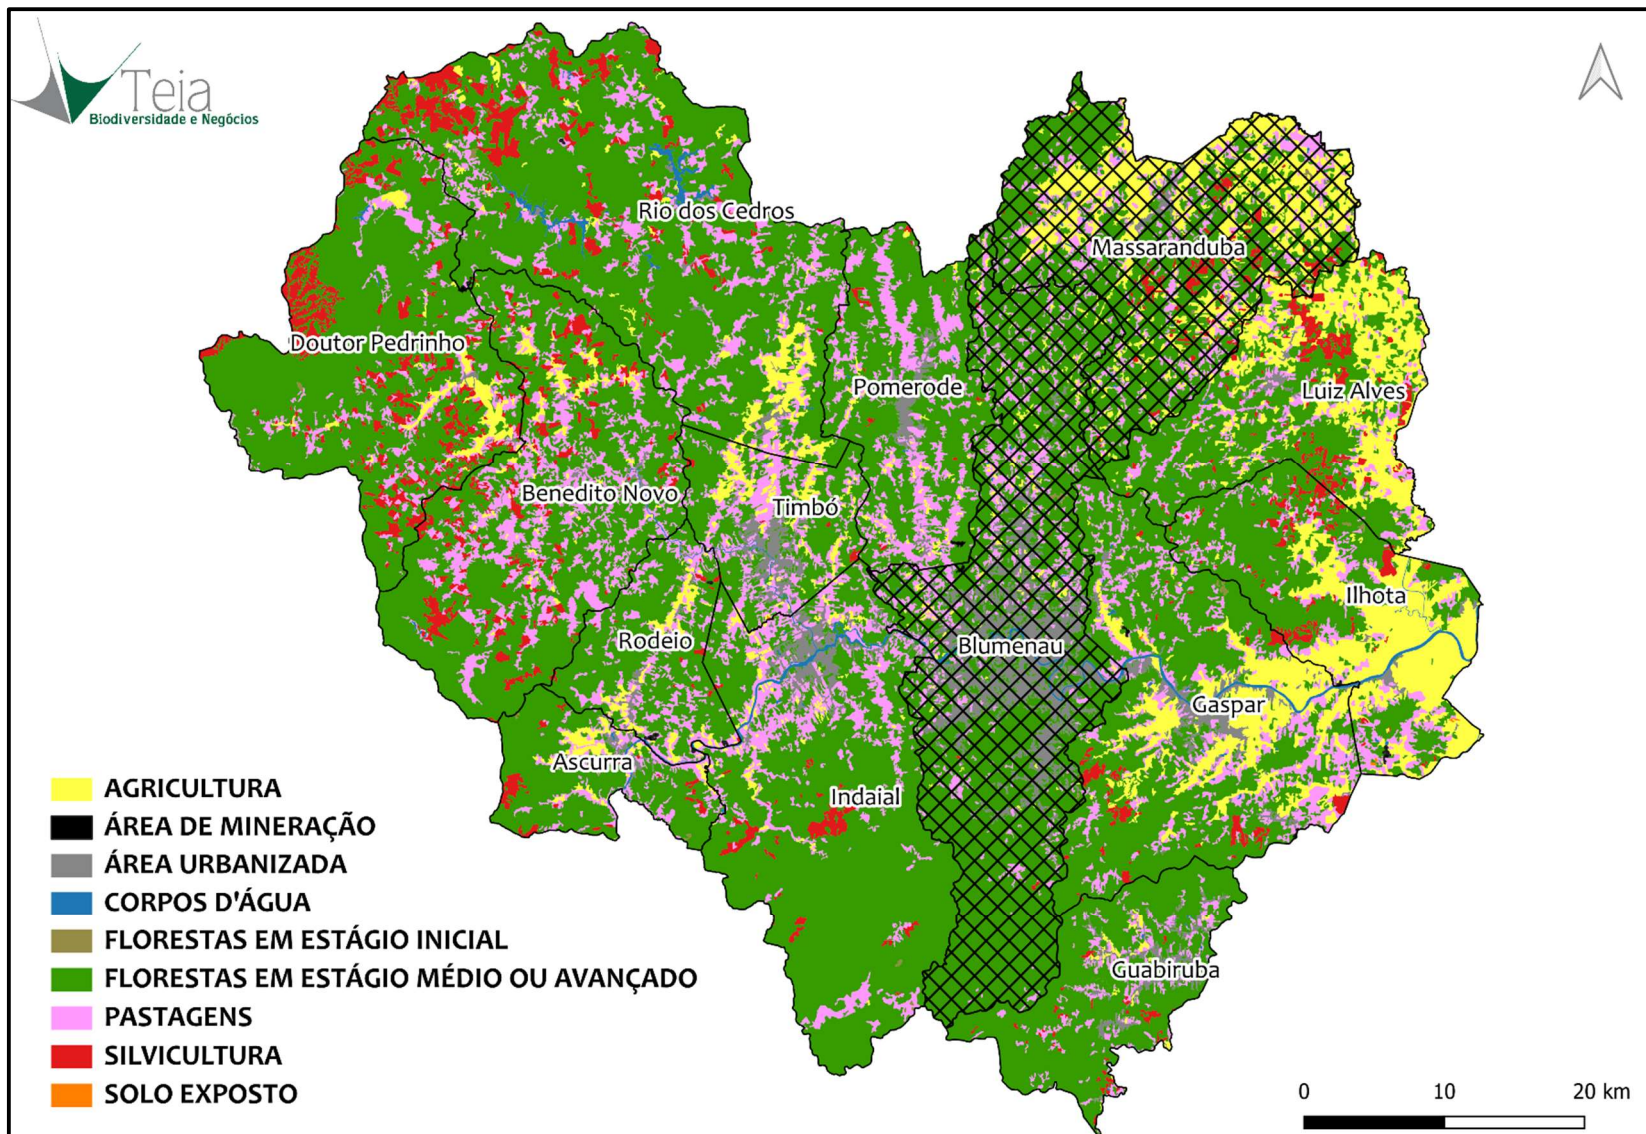 Teia
Biodiversidade e Negócios
Rio dos Cedros
Massaranduba
Doutor Pedrinho
Pomerode
Luiz Alves
Benedito Novo
Timbó
Ilhota
Rodeio
Blumenau
Gaspar
Ascurra
Indaial
Guabiruba
AGRICULTURA
ÁREA DE MINERAÇÃO
ÁREA URBANIZADA
CORPOS D'ÁGUA
FLORESTAS EM ESTÁGIO INICIAL
FLORESTAS EM ESTÁGIO MÉDIO OU AVANÇADO
PASTAGENS
SILVICULTURA
SOLO EXPOSTO
0 10 20 km